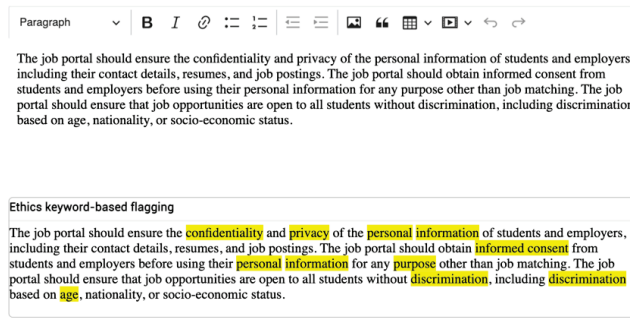 Paragraph
The job portal should ensure the confidentiality and privacy of the personal information of students and employers
including their contact details, resumes, and job postings. The job portal should obtain informed consent from
students and employers before using their personal information for any purpose other than job matching. The job
portal should ensure that job opportunities are open to all students without discrimination, including discrimination
based on age, nationality, or socio-economic status.
Ethics keyword-based flagging
The job portal should ensure the confidentiality and privacy of the personal information of students and employers,
including their contact details, resumes, and job postings. The job portal should obtain informed consent from
students and employers before using their personal information for any purpose other than job matching. The job
portal should ensure that job opportunities are open to all students without discrimination, including discrimination
based on age, nationality, or socio-economic status.